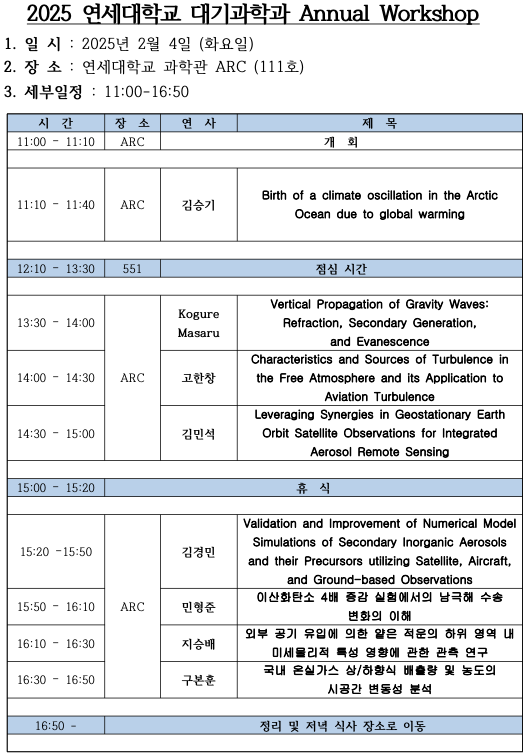 2025 연세대학교 대기과학과 Annual Workshop
1. 일 시 : 2025년 2월 4일 (화요일)
2. 장 소 : 연세대학교 과학관 ARC (111호)
3. 세부일정 : 11:00-16:50
시 간 장 소 연 사 제 목
11:00 - 11:10 ARC 개 회
11:10 - 11:40 ARC 김승기 Birth of a climate oscillation in the Arctic
Ocean due to global warming
12:10 - 13:30 551 점심 시간
13:30 - 14:00 Kogure
Masaru Vertical Propagation of Gravity Waves:
Refraction, Secondary Generation,
and Evanescence
14:00 - 14:30 ARC 고한창 Characteristics and Sources of Turbulence in
the Free Atmosphere and its Application to
Aviation Turbulence
14:30 - 15:00 김민석 Leveraging Synergies in Geostationary Earth
Orbit Satellite Observations for Integrated
Aerosol Remote Sensing
15:00 - 15:20 휴 식
15:20 -15:50 김경민 Validation and Improvement of Numerical Model
Simulations of Secondary Inorganic Aerosols
and their Precursors utilizing Satellite, Aircraft,
and Ground-based Observations
15:50 - 16:10 ARC 민형준 이산화탄소 4배 증감 실험에서의 남극해 수송
변화의 이해
16:10 - 16:30 지승배 외부 공기 유입에 의한 얕은 적운의 하위 영역 내
미세물리적 특성 영향에 관한 관측 연구
16:30 - 16:50 구본훈 국내 온실가스 상/하향식 배출량 및 농도의
시공간 변동성 분석
16:50 - 정리 및 저녁 식사 장소로 이동